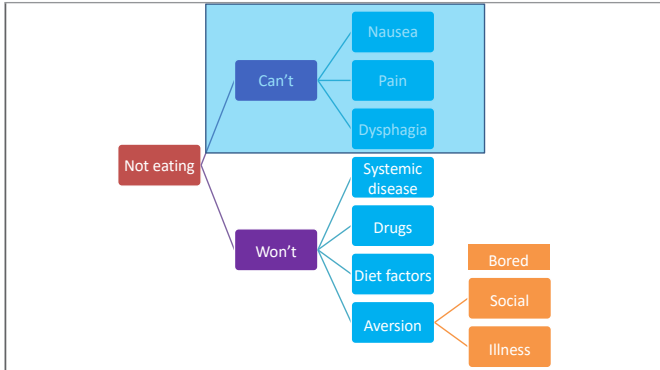 Nausea
Can't
Pain
Dysphagia
Not eating
Systemic
disease
Drugs
Won't
Diet factors
Bored
Social
Aversion
Illness